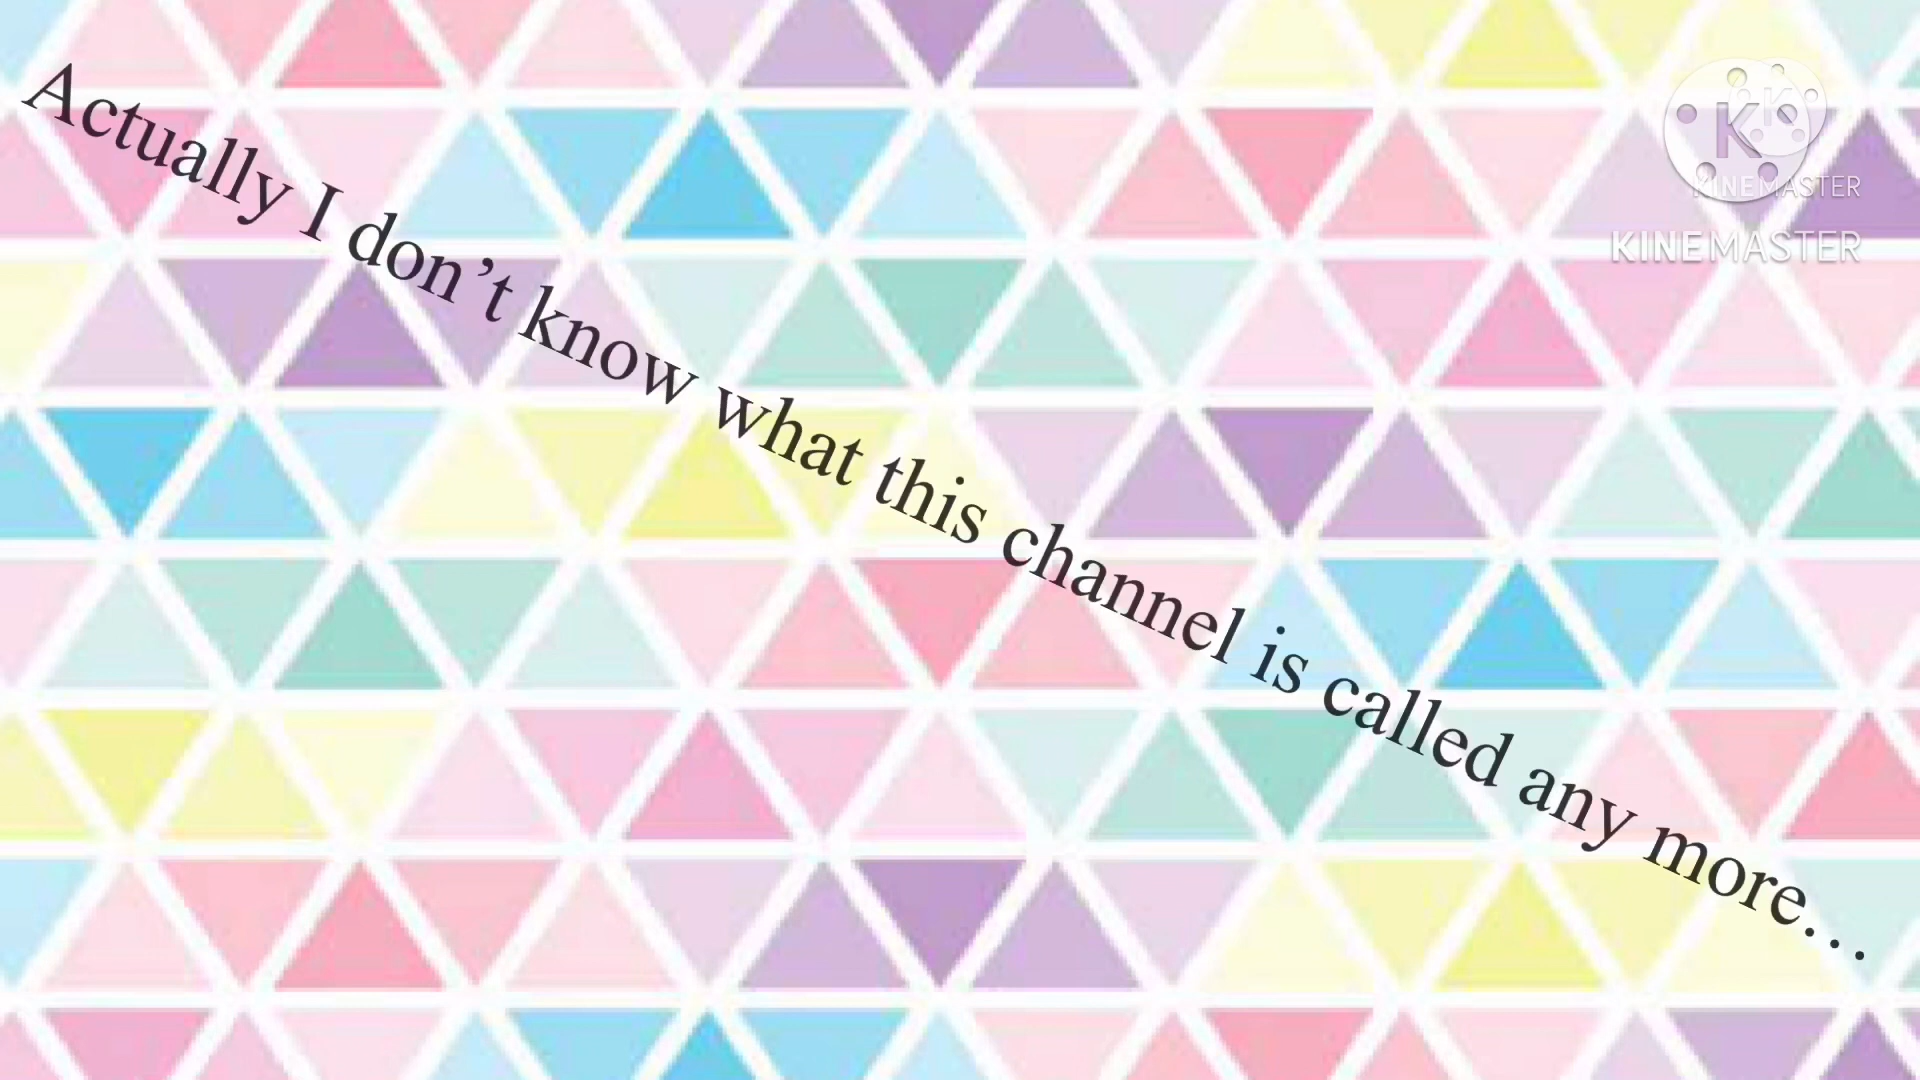 Actually I don’t know what this channel is called any more…
K
K
KINEMASTER
KINEMASTER